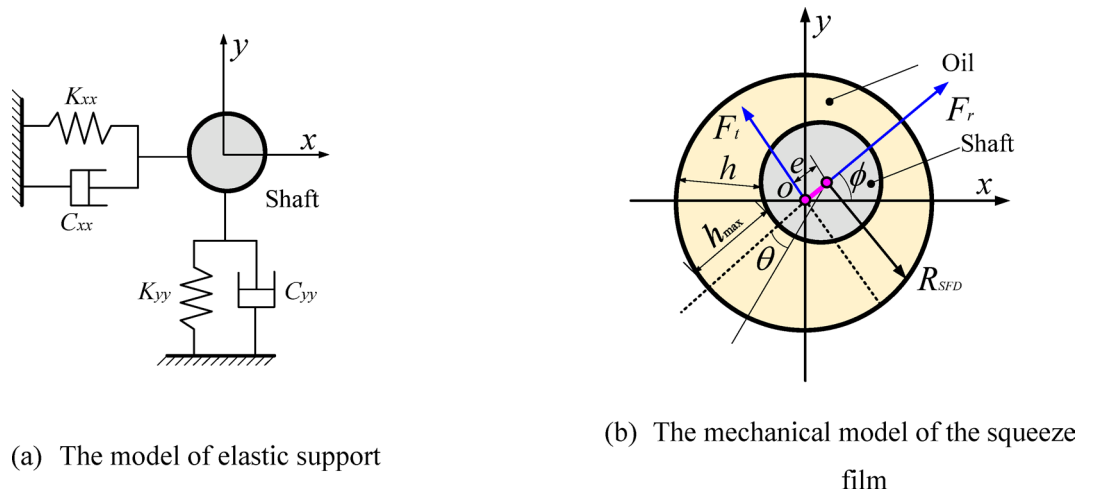 y
Kxx
x
Shaft
Cxx
Kyy
Cyy
(a) The model of elastic support
y
Oil
Ft
Fr
Shaft
e
h
o
ϕ
x
hmax
θ
RSFD
(b) The mechanical model of the squeeze
film